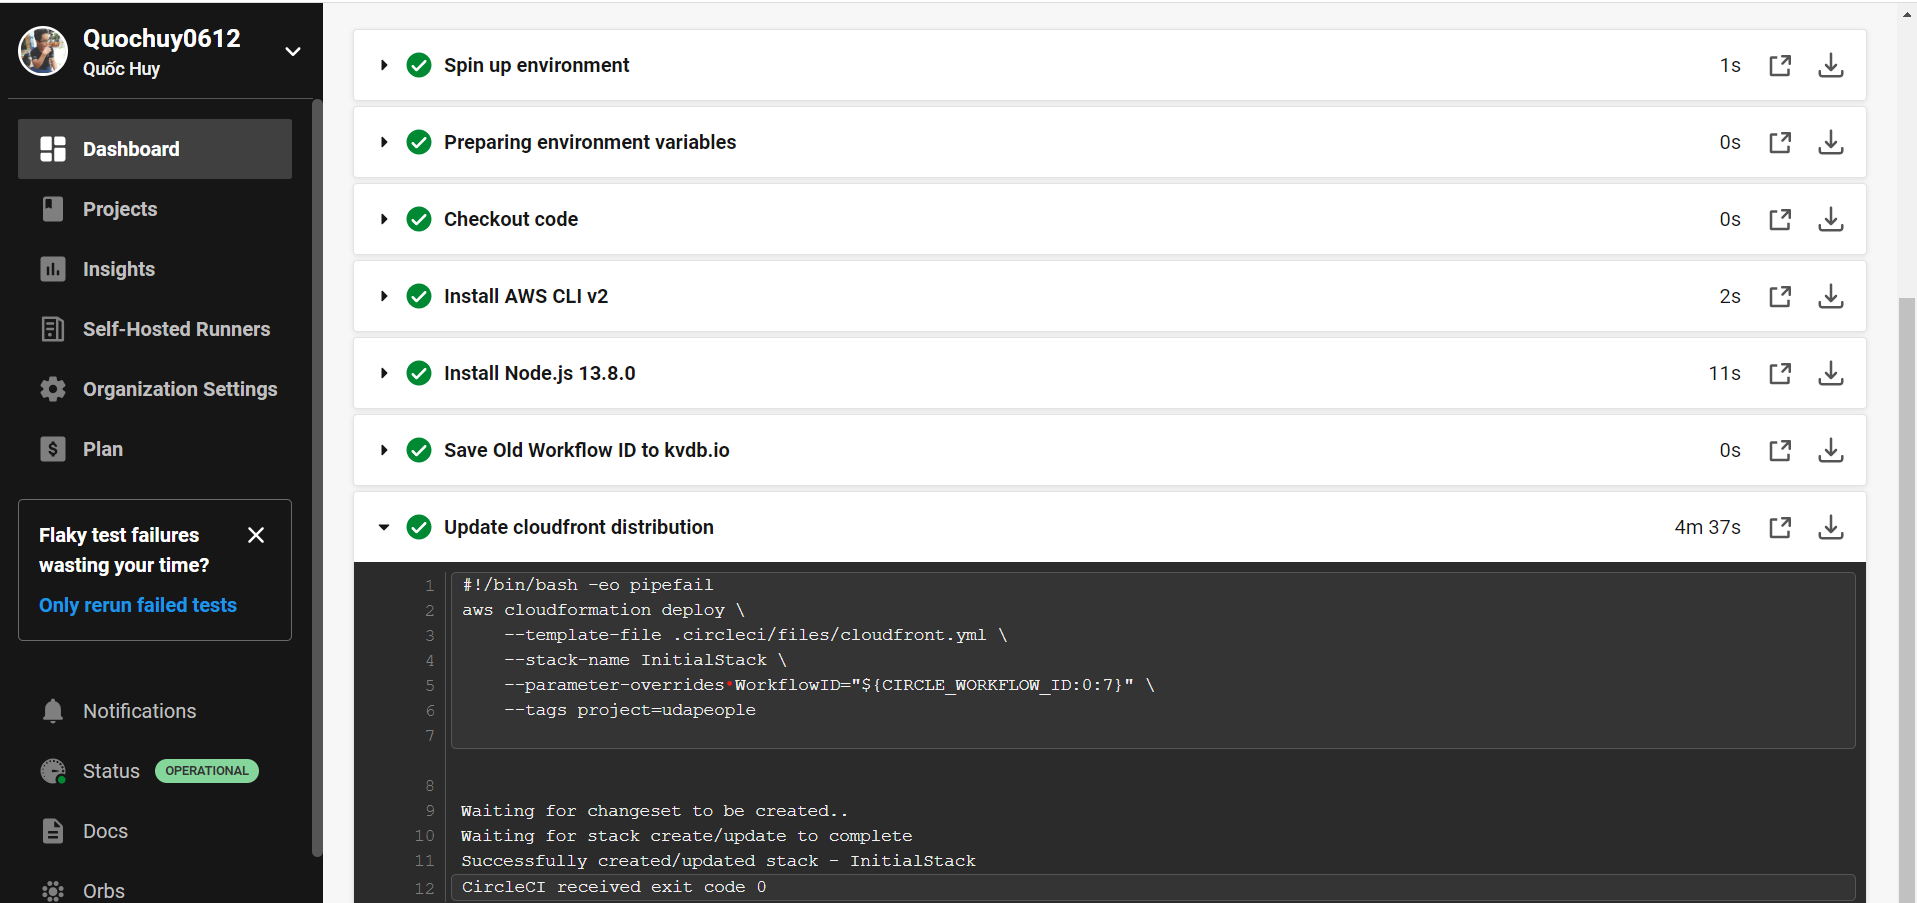 Quochuy0612
Quốc Huy
Dashboard
Projects
Insights
Self-Hosted Runners
Organization Settings
Plan
Flaky test failures
wasting your time?
Only rerun failed tests
Notifications
Status OPERATIONAL
Docs
Orbs
Spin up environment 1s
Preparing environment variables 0s
Checkout code 0s
Install AWS CLI v2 2s
Install Node.js 13.8.0 11s
Save Old Workflow ID to kvdb.io 0s
Update cloudfront distribution 4m 37s
1 #!/bin/bash -eo pipefail
2 aws cloudformation deploy \
3 --template-file .circleci/files/cloudfront.yml \
4 --stack-name InitialStack \
5 --parameter-overrides•WorkflowID="${CIRCLE_WORKFLOW_ID:0:7}" \
6 --tags project=udapeople
7
8
9 Waiting for changeset to be created..
10 Waiting for stack create/update to complete
11 Successfully created/updated stack - InitialStack
12 CircleCI received exit code 0